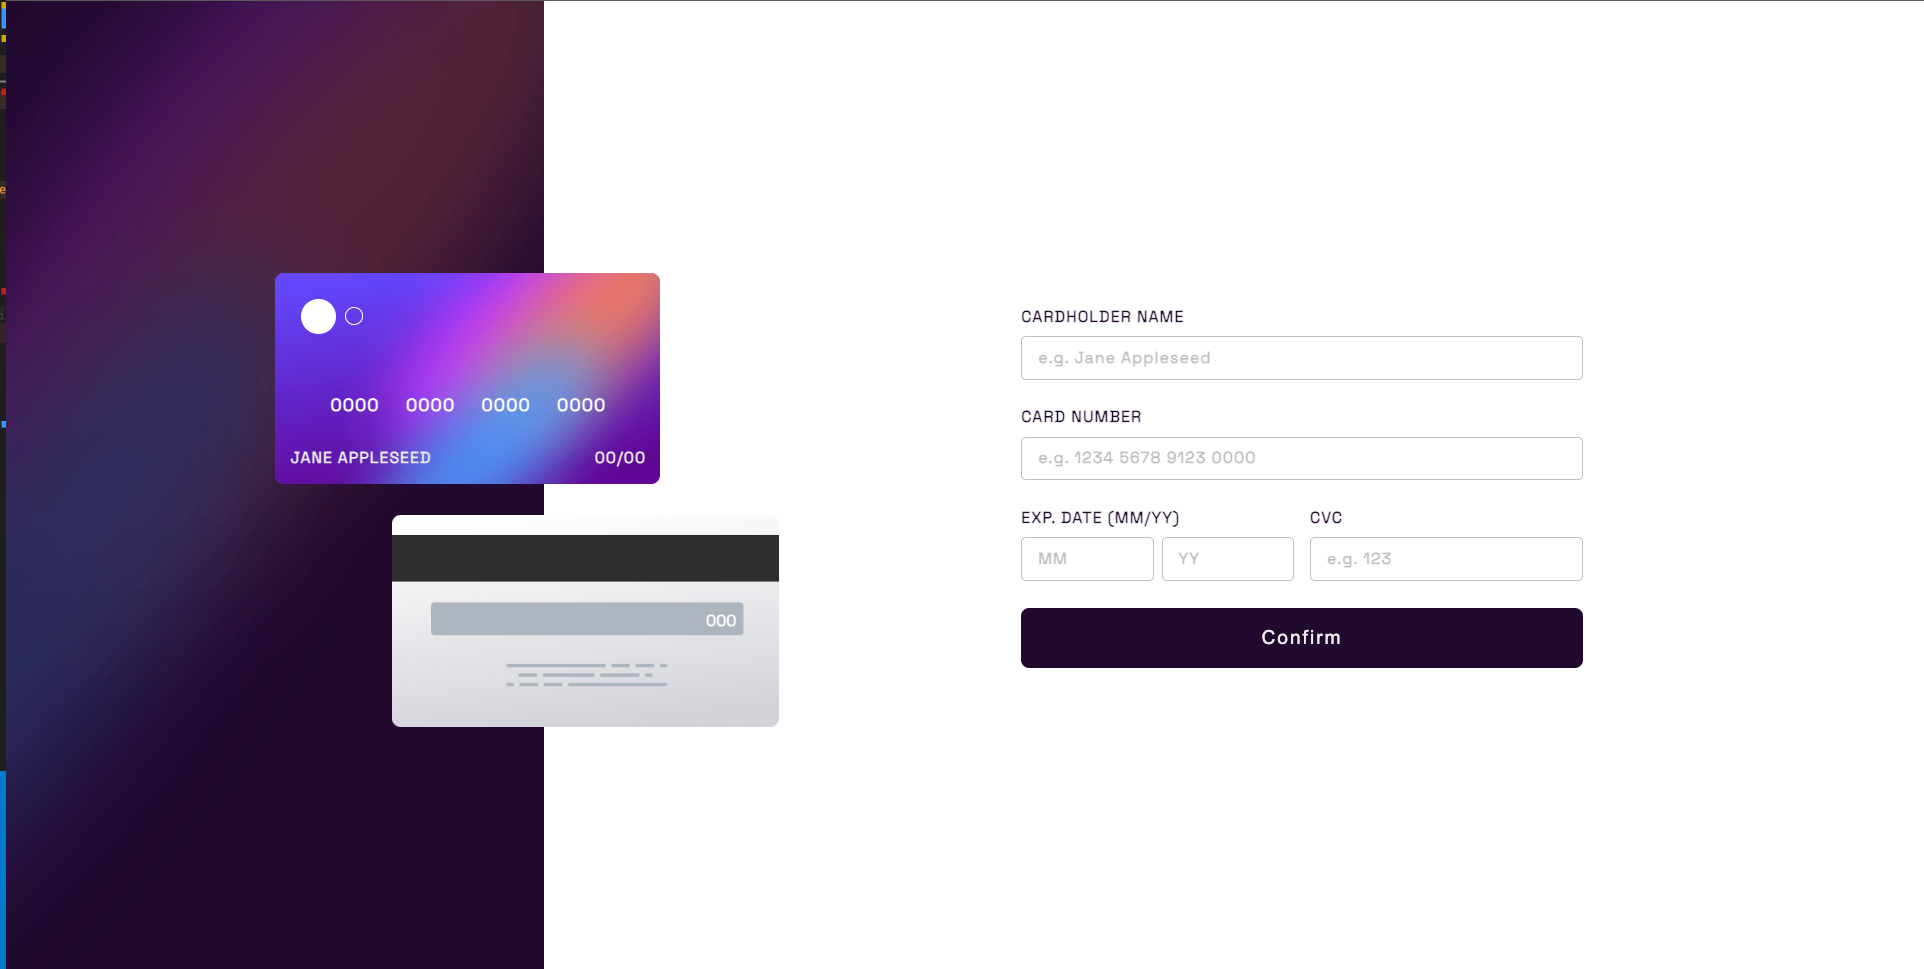 0000 0000 0000 0000
JANE APPLESEED 00/00
000
CARDHOLDER NAME
e.g. Jane Appleseed
CARD NUMBER
e.g. 1234 5678 9123 0000
EXP. DATE (MM/YY) CVC
MM YY e.g. 123
Confirm